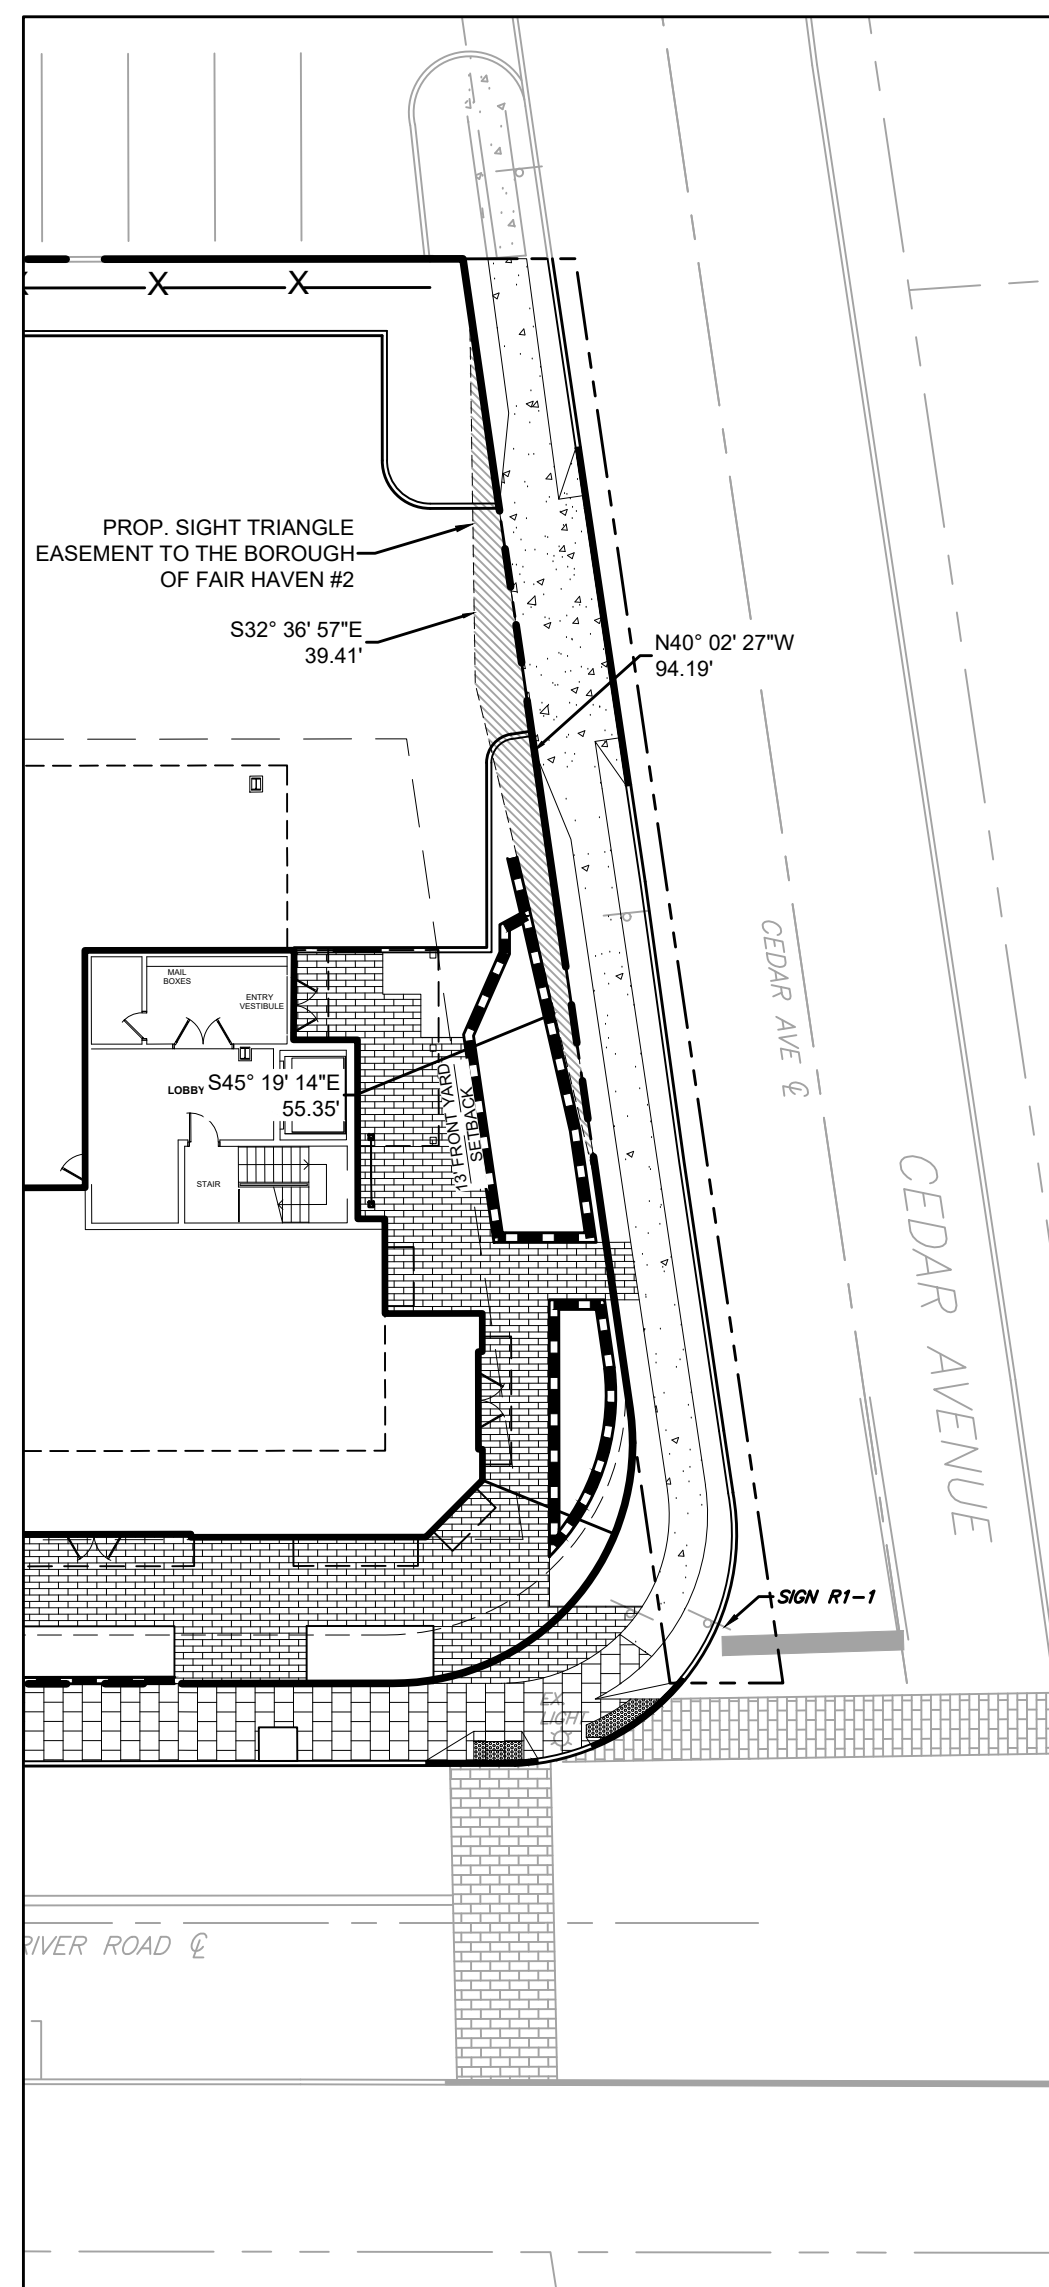 X X
PROP. SIGHT TRIANGLE
EASEMENT TO THE BOROUGH
OF FAIR HAVEN #2
S32° 36' 57"E
39.41'
N40° 02' 27"W
94.19'
MAIL
BOXES
ENTRY
VESTIBULE
LOBBY
S45° 19' 14"E
55.35'
STAIR
13' FRONT YARD
SETBACK
CEDAR AVE ℄
CEDAR AVENUE
SIGN R1-1
EX.
LIGHT
RIVER ROAD ℄